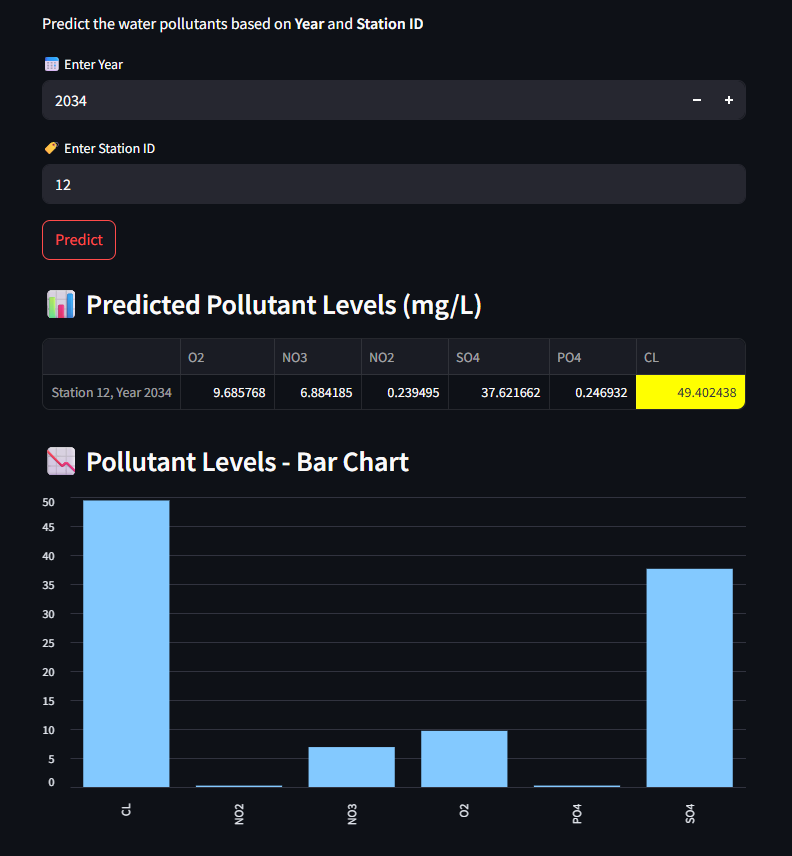 Predict the water pollutants based on Year and Station ID
Enter Year
2034
Enter Station ID
12
Predict
Predicted Pollutant Levels (mg/L)
O2 NO3 NO2 SO4 PO4 CL
Station 12, Year 2034 9.685768 6.884185 0.239495 37.621662 0.246932 49.402438
Pollutant Levels - Bar Chart
50
45
40
35
30
25
20
15
10
5
0
CL NO2 NO3 O2 PO4 SO4